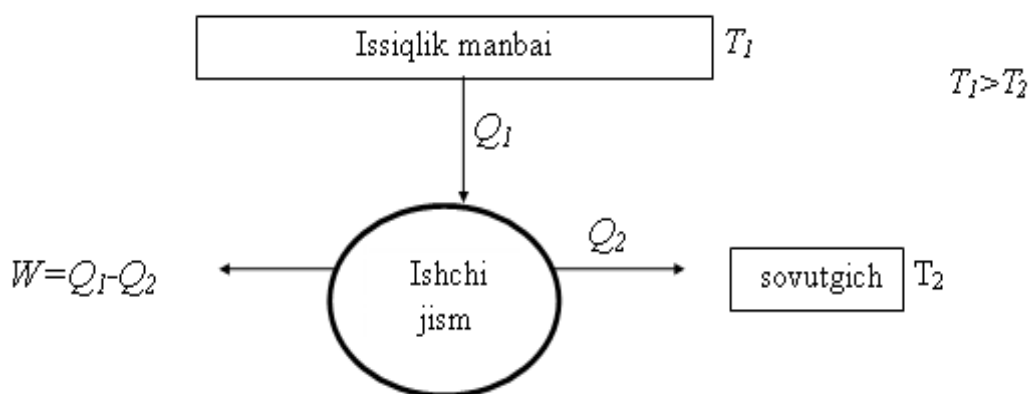 Issiqlik manbai
T₁
T₁>T₂
Q₁
Q₂
W=Q₁-Q₂
Ishchi
jism
sovutgich
T₂